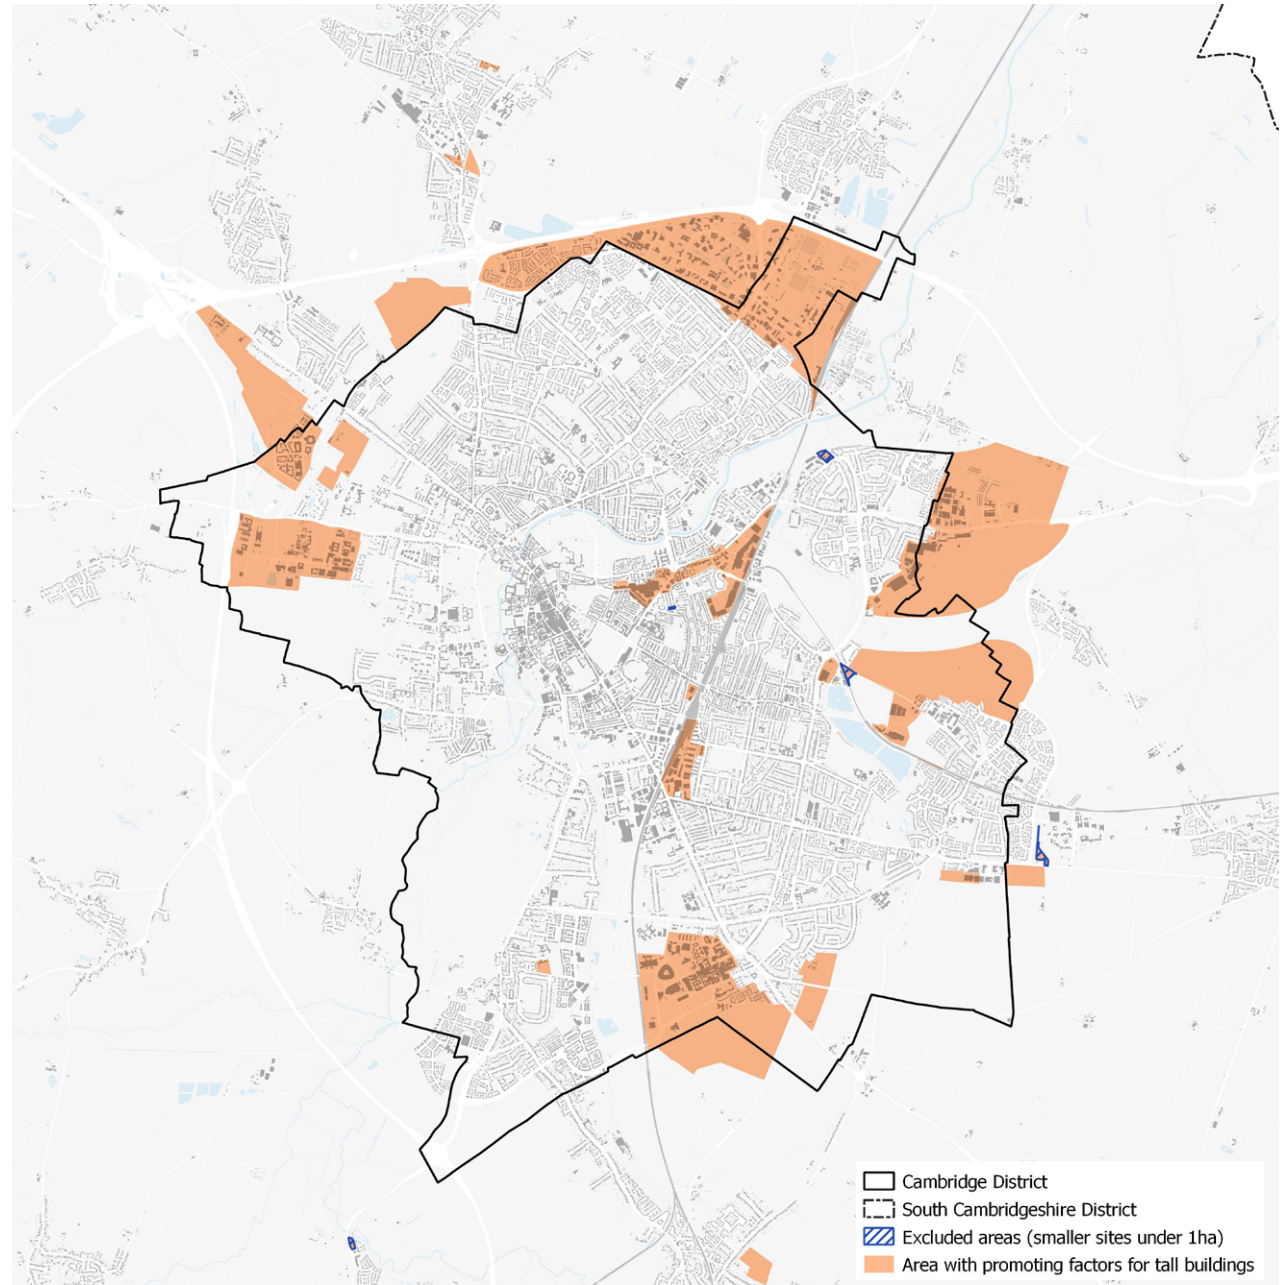 Cambridge District
South Cambridgeshire District
Excluded areas (smaller sites under 1ha)
Area with promoting factors for tall buildings